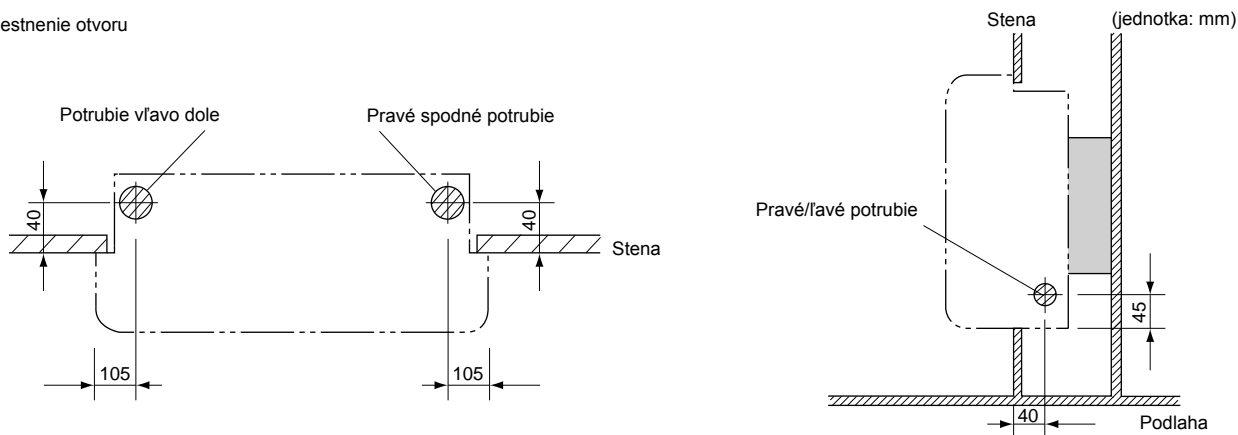 estnenie otvoru
Potrubie vľavo dole
Pravé spodné potrubie
40
40
Stena
105
105
Stena
(jednotka: mm)
Pravé/ľavé potrubie
45
40
Podlaha